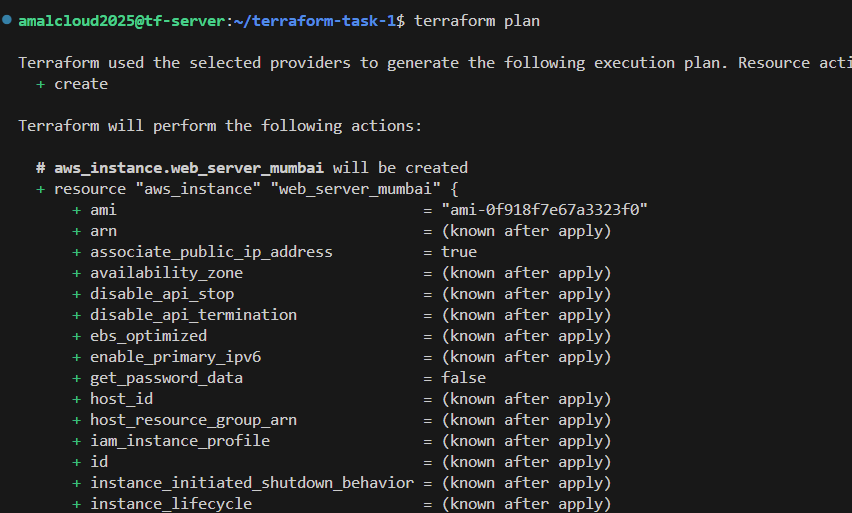 amalcloud2025@tf-server:~/terraform-task-1$ terraform plan
Terraform used the selected providers to generate the following execution plan. Resource acti
+ create
Terraform will perform the following actions:
# aws_instance.web_server_mumbai will be created
+ resource "aws_instance" "web_server_mumbai" {
+ ami = "ami-0f918f7e67a3323f0"
+ arn = (known after apply)
+ associate_public_ip_address = true
+ availability_zone = (known after apply)
+ disable_api_stop = (known after apply)
+ disable_api_termination = (known after apply)
+ ebs_optimized = (known after apply)
+ enable_primary_ipv6 = (known after apply)
+ get_password_data = false
+ host_id = (known after apply)
+ host_resource_group_arn = (known after apply)
+ iam_instance_profile = (known after apply)
+ id = (known after apply)
+ instance_initiated_shutdown_behavior = (known after apply)
+ instance_lifecycle = (known after apply)